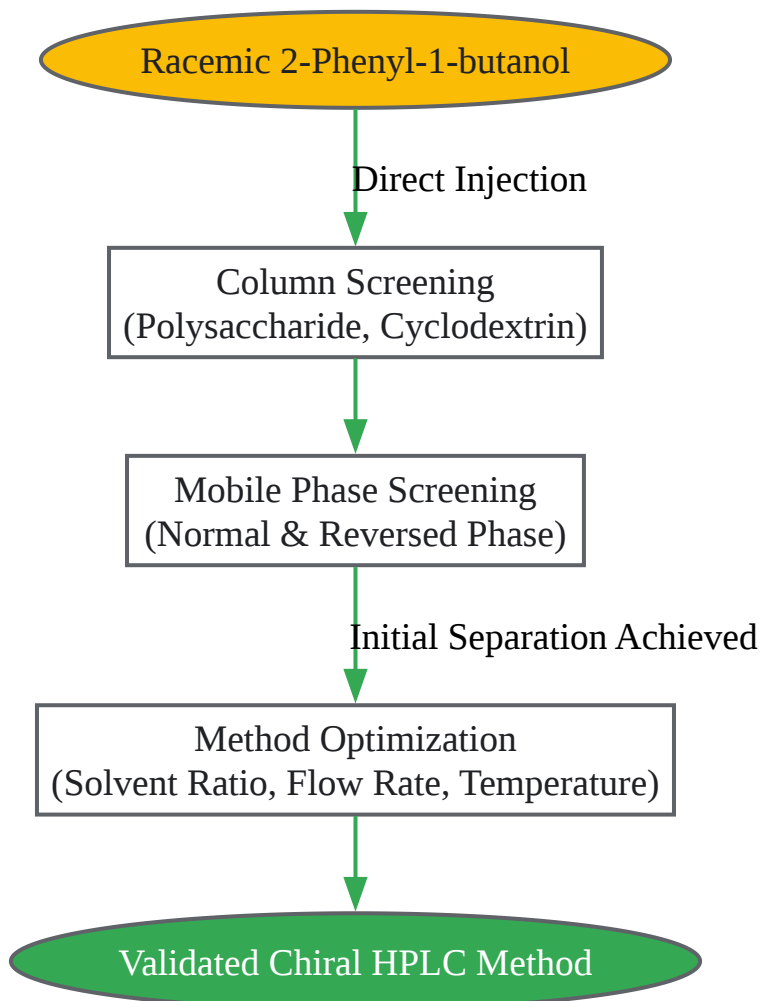 Racemic 2-Phenyl-1-butanol
Direct Injection
Column Screening
(Polysaccharide, Cyclodextrin)
Mobile Phase Screening
(Normal & Reversed Phase)
Initial Separation Achieved
Method Optimization
(Solvent Ratio, Flow Rate, Temperature)
Validated Chiral HPLC Method